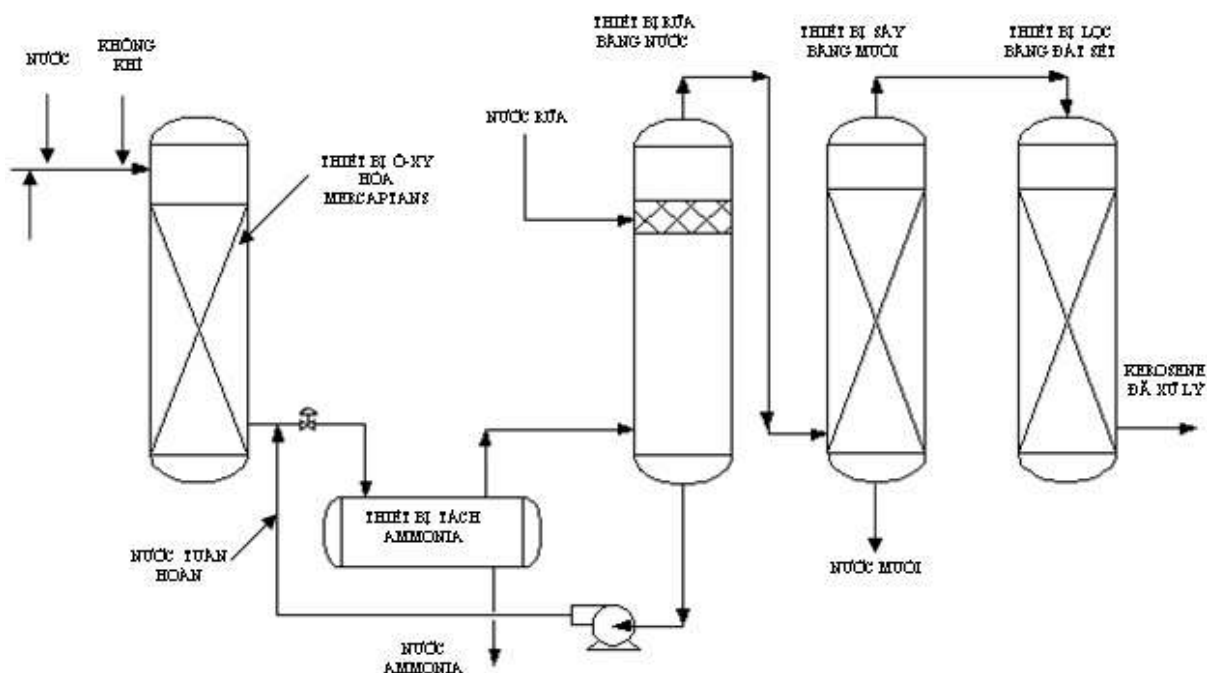 NƯỚC
KHÔNG
KHÍ
THIẾT BỊ Ô-XY
HÓA
MERCAPTANS
NƯỚC RỬA
THIẾT BỊ RỬA
BẰNG NƯỚC
THIẾT BỊ SẤY
BẰNG MUỐI
THIẾT BỊ LỌC
BẰNG ĐẤT SÉT
KEROSENE
ĐÃ XỬ LÝ
THIẾT BỊ TÁCH
AMMONIA
NƯỚC TUẦN
HOÀN
NƯỚC
AMMONIA
NƯỚC MUỐI